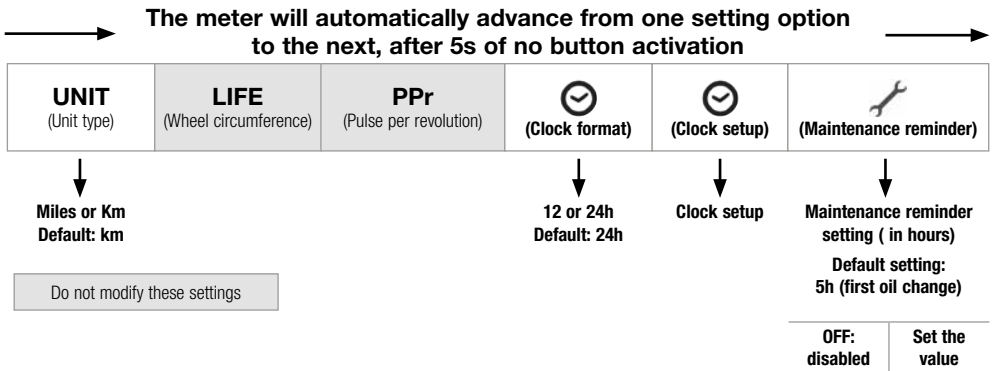 The meter will automatically advance from one setting option
to the next, after 5s of no button activation
UNIT
(Unit type)
LIFE
(Wheel circumference)
PPr
(Pulse per revolution)
(Clock format)
(Clock setup)
(Maintenance reminder)
Miles or Km
Default: km
12 or 24h
Default: 24h
Clock setup
Maintenance reminder
setting ( in hours)
Default setting:
5h (first oil change)
Do not modify these settings
OFF:
disabled
Set the
value